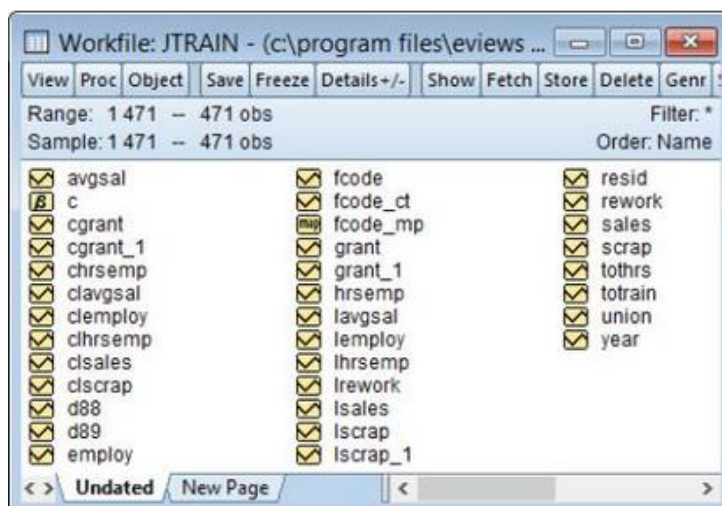 Workfile: JTRAIN - (c:\program files\eviews ...
View Proc Object Save Freeze Details+/- Show Fetch Store Delete Genr
Range: 1 471 -- 471 obs Filter: *
Sample: 1 471 -- 471 obs Order: Name
avgsal
β c
cgrant
cgrant_1
chrsemp
clavgsal
clemploy
clhrsemp
clsales
clscrap
d88
d89
employ
fcode
fcode_ct
map fcode_mp
grant
grant_1
hrsemp
lavgsal
lemploy
lhrsemp
lrework
lsales
lscrap
lscrap_1
resid
rework
sales
scrap
tothrs
totrain
union
year
< > Undated New Page < >